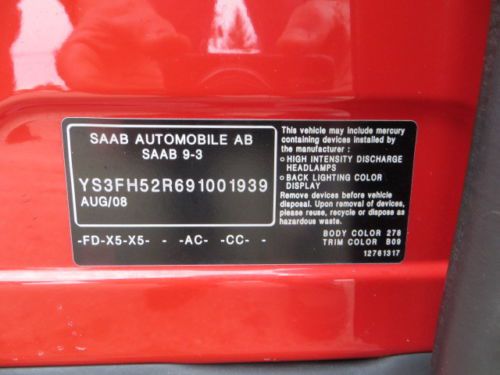 SAAB AUTOMOBILE AB
SAAB 9-3
YS3FH52R691001939
AUG/08
-FD-X5-X5- - -AC- -CC- -
This vehicle may include mercury
containing devices installed by
the manufacturer :
○ HIGH INTENSITY DISCHARGE
HEADLAMPS
○ BACK LIGHTING COLOR
DISPLAY
Remove devices before vehicle
disposal. Upon removal of devices,
please reuse, recycle or dispose as
hazardous waste.
BODY COLOR 278
TRIM COLOR B09
12761317